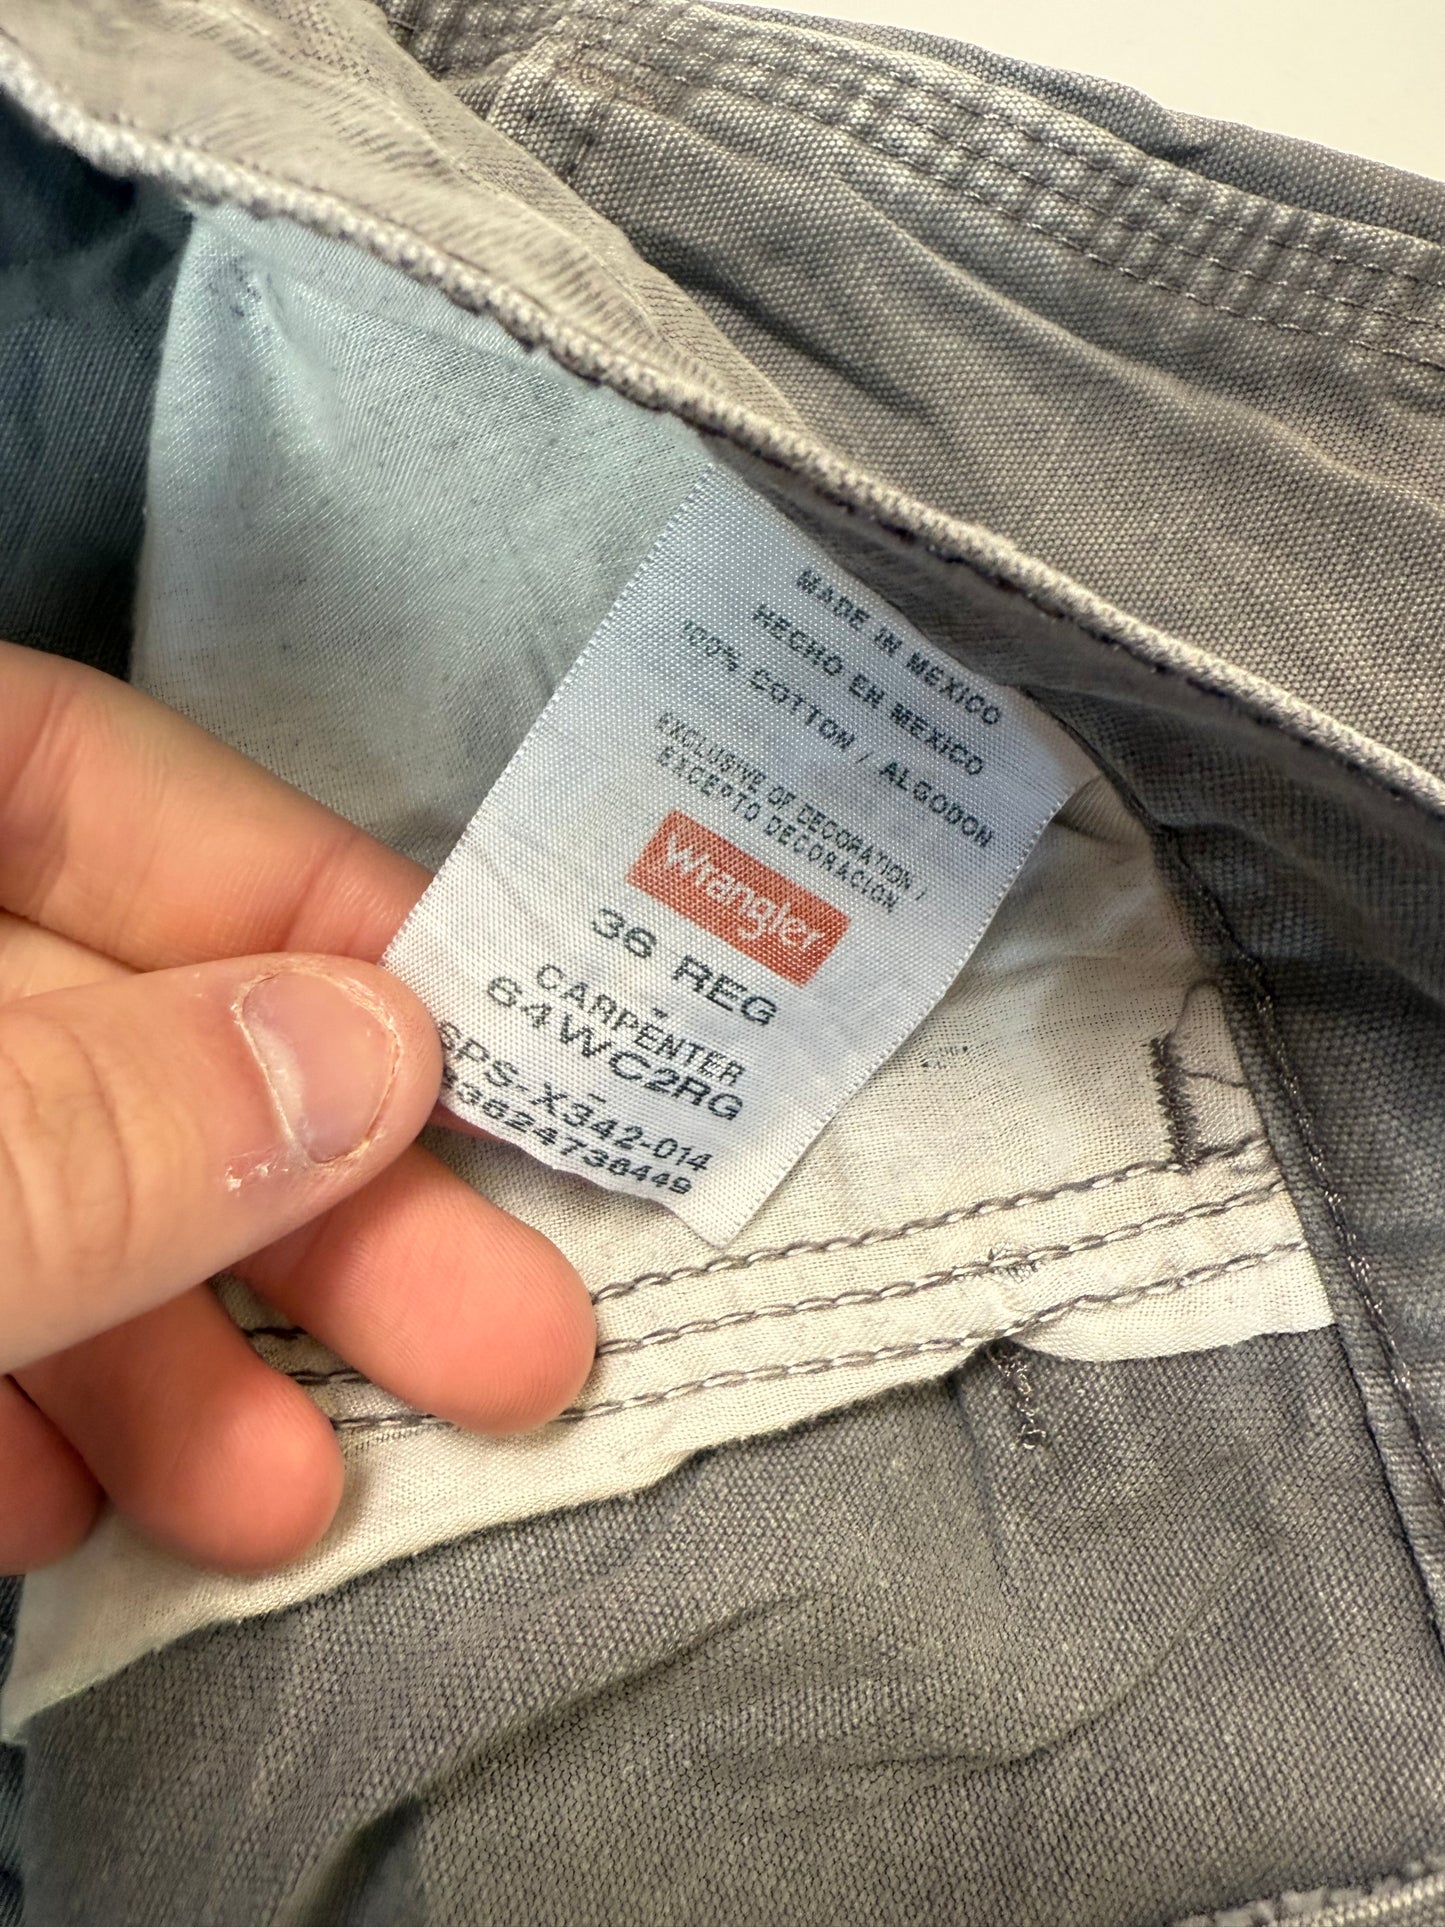 MADE IN MEXICO
HECHO EN MEXICO
100% COTTON / ALGODON
EXCLUSIVE OF DECORATION /
EXCEPTO DECORACION
Wrangler
36 REG
CARPENTER
64WC2RG
SPS-X342-014